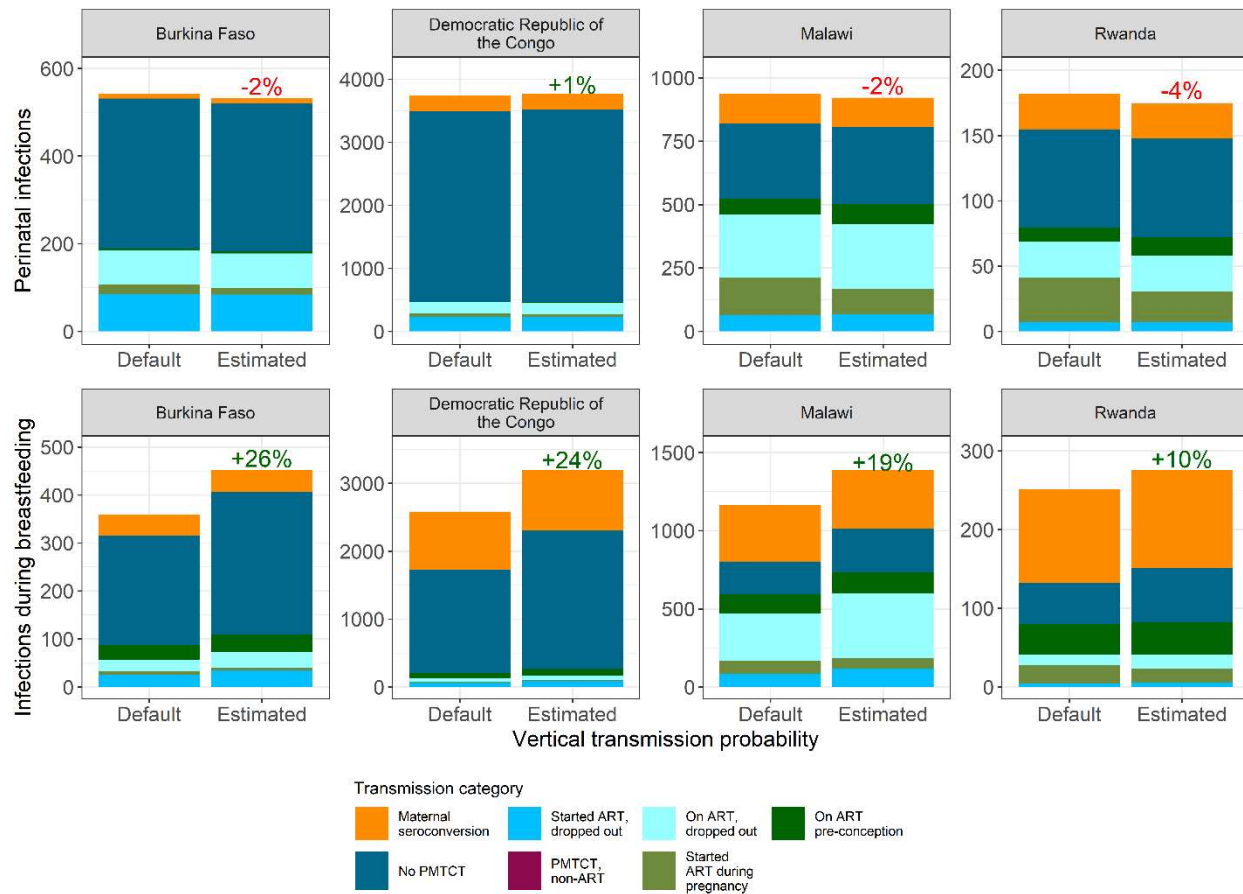 Burkina Faso
Democratic Republic of
the Congo
Malawi
Rwanda
Perinatal infections
600
400
200
0
-2%
Default
Estimated
4000
3000
2000
1000
0
+1%
Default
Estimated
1000
750
500
250
0
-2%
Default
Estimated
200
150
100
50
0
-4%
Default
Estimated
Burkina Faso
Democratic Republic of
the Congo
Malawi
Rwanda
Infections during breastfeeding
500
400
300
200
100
0
+26%
Default
Estimated
3000
2000
1000
0
+24%
Default
Estimated
1500
1000
500
0
+19%
Default
Estimated
300
200
100
0
+10%
Default
Estimated
Vertical transmission probability
Transmission category
Maternal
seroconversion
Started ART,
dropped out
On ART,
dropped out
On ART
pre-conception
No PMTCT
PMTCT,
non-ART
Started
ART during
pregnancy